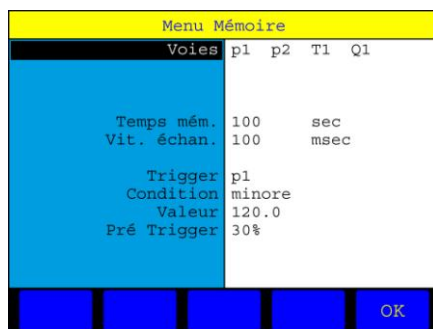 Menu Mémoire
Voies p1 p2 T1 Q1
Temps mém. 100 sec
Vit. échan. 100 msec
Trigger p1
Condition minore
Valeur 120.0
Pré Trigger 30%
OK